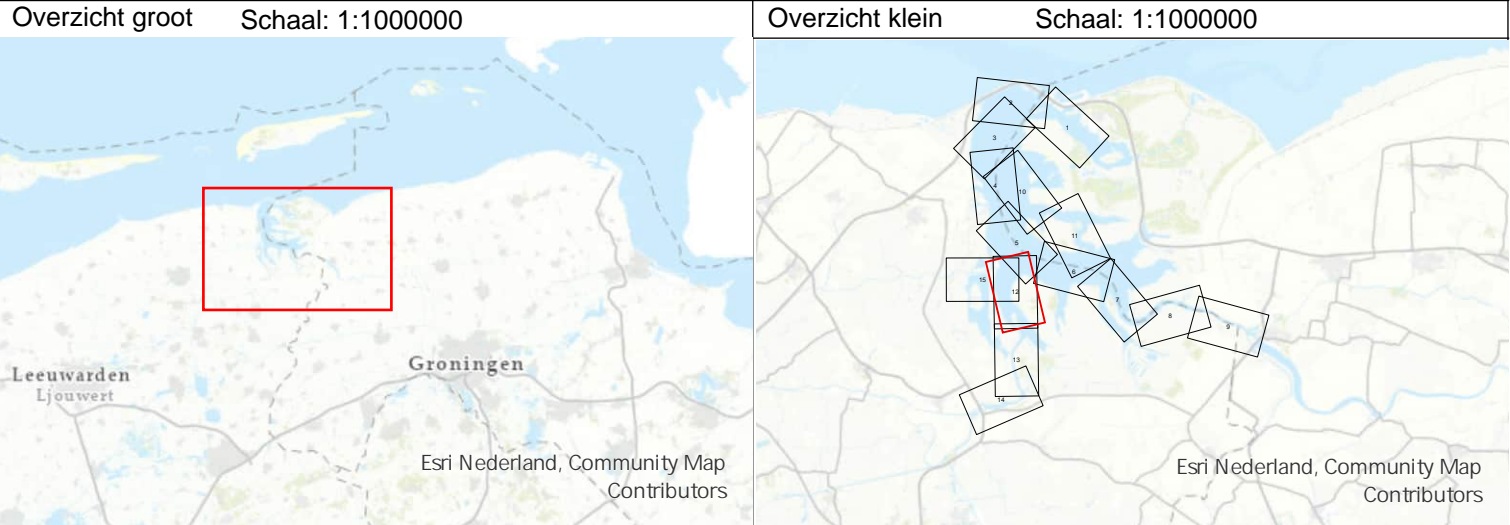 Overzicht groot Schaal: 1:1000000
Overzicht klein Schaal: 1:1000000
Leeuwarden
Ljouwert
Groningen
Esri Nederland, Community Map
Contributors
2
1
3
4
10
5
11
6
15
12
7
8
9
13
14
Esri Nederland, Community Map
Contributors